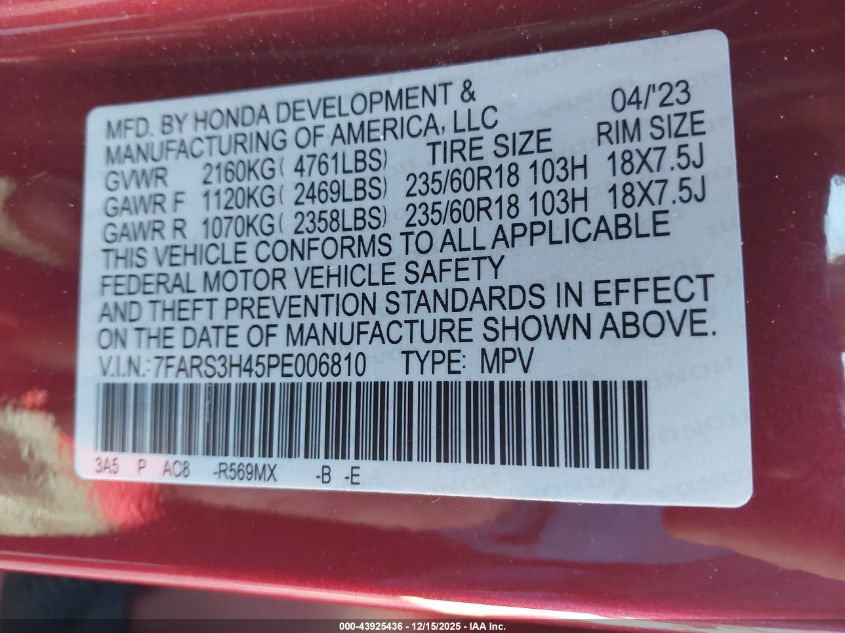 MFD. BY HONDA DEVELOPMENT & 04/'23
MANUFACTURING OF AMERICA, LLC TIRE SIZE RIM SIZE
GVWR 2160KG( 4761LBS)
GAWR F 1120KG( 2469LBS) 235/60R18 103H 18X7.5J
GAWR R 1070KG( 2358LBS) 235/60R18 103H 18X7.5J
THIS VEHICLE CONFORMS TO ALL APPLICABLE
FEDERAL MOTOR VEHICLE SAFETY
AND THEFT PREVENTION STANDARDS IN EFFECT
ON THE DATE OF MANUFACTURE SHOWN ABOVE.
V.I.N.: 7FARS3H45PE006810 TYPE: MPV
3A5 P AC8 -R569MX -B -E
000-43925436 - 12/15/2025 - IAA Inc.